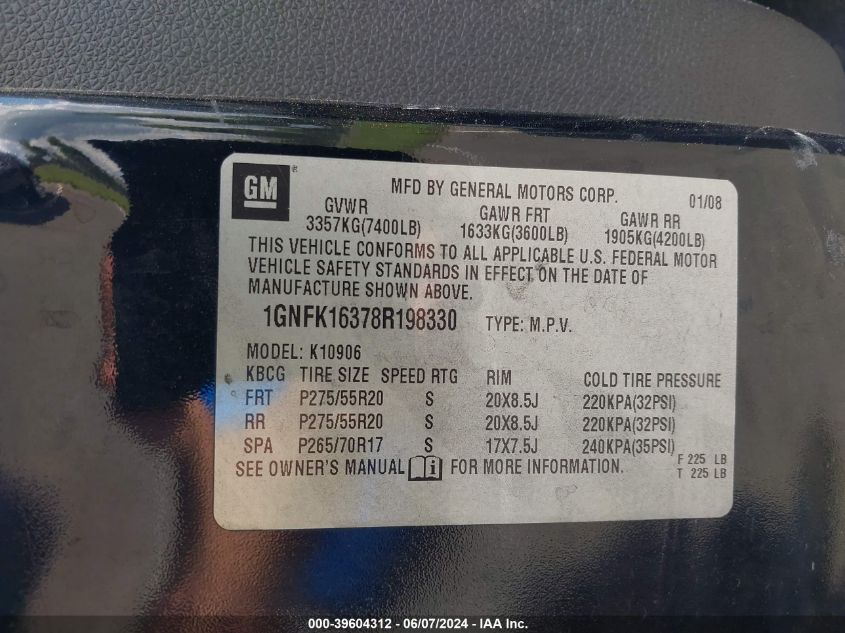 GM ®
MFD BY GENERAL MOTORS CORP. 01/08
GVWR GAWR FRT GAWR RR
3357KG(7400LB) 1633KG(3600LB) 1905KG(4200LB)
THIS VEHICLE CONFORMS TO ALL APPLICABLE U.S. FEDERAL MOTOR
VEHICLE SAFETY STANDARDS IN EFFECT ON THE DATE OF
MANUFACTURE SHOWN ABOVE.
1GNFK16378R198330 TYPE: M.P.V.
MODEL: K10906
KBCG TIRE SIZE SPEED RTG RIM COLD TIRE PRESSURE
FRT P275/55R20 S 20X8.5J 220KPA(32PSI)
RR P275/55R20 S 20X8.5J 220KPA(32PSI)
SPA P265/70R17 S 17X7.5J 240KPA(35PSI)
SEE OWNER'S MANUAL i FOR MORE INFORMATION. F 225 LB
T 225 LB
000-39604312 - 06/07/2024 - IAA Inc.